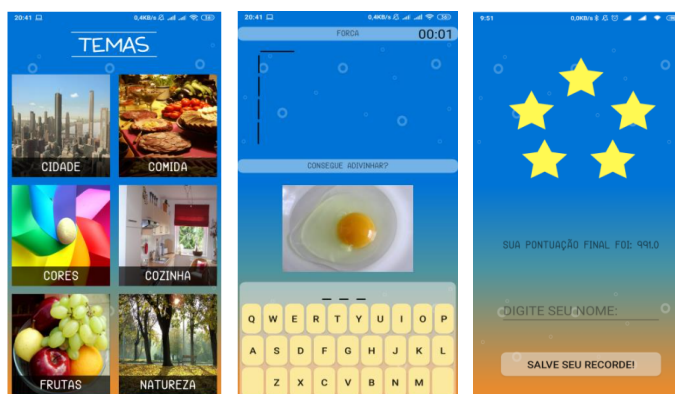 20:41 0,4KB/s
TEMAS
CIDADE
COMIDA
CORES
COZINHA
FRUTAS
NATUREZA
20:41 0,4KB/s
FORCA 00:01
CONSEGUE ADIVINHAR?
_ _ _
Q W E R T Y U I O P
A S D F G H J K L
Z X C V B N M
9:51 0,0KB/s
SUA PONTUAÇÃO FINAL FOI: 991.0
DIGITE SEU NOME:
SALVE SEU RECORDE!